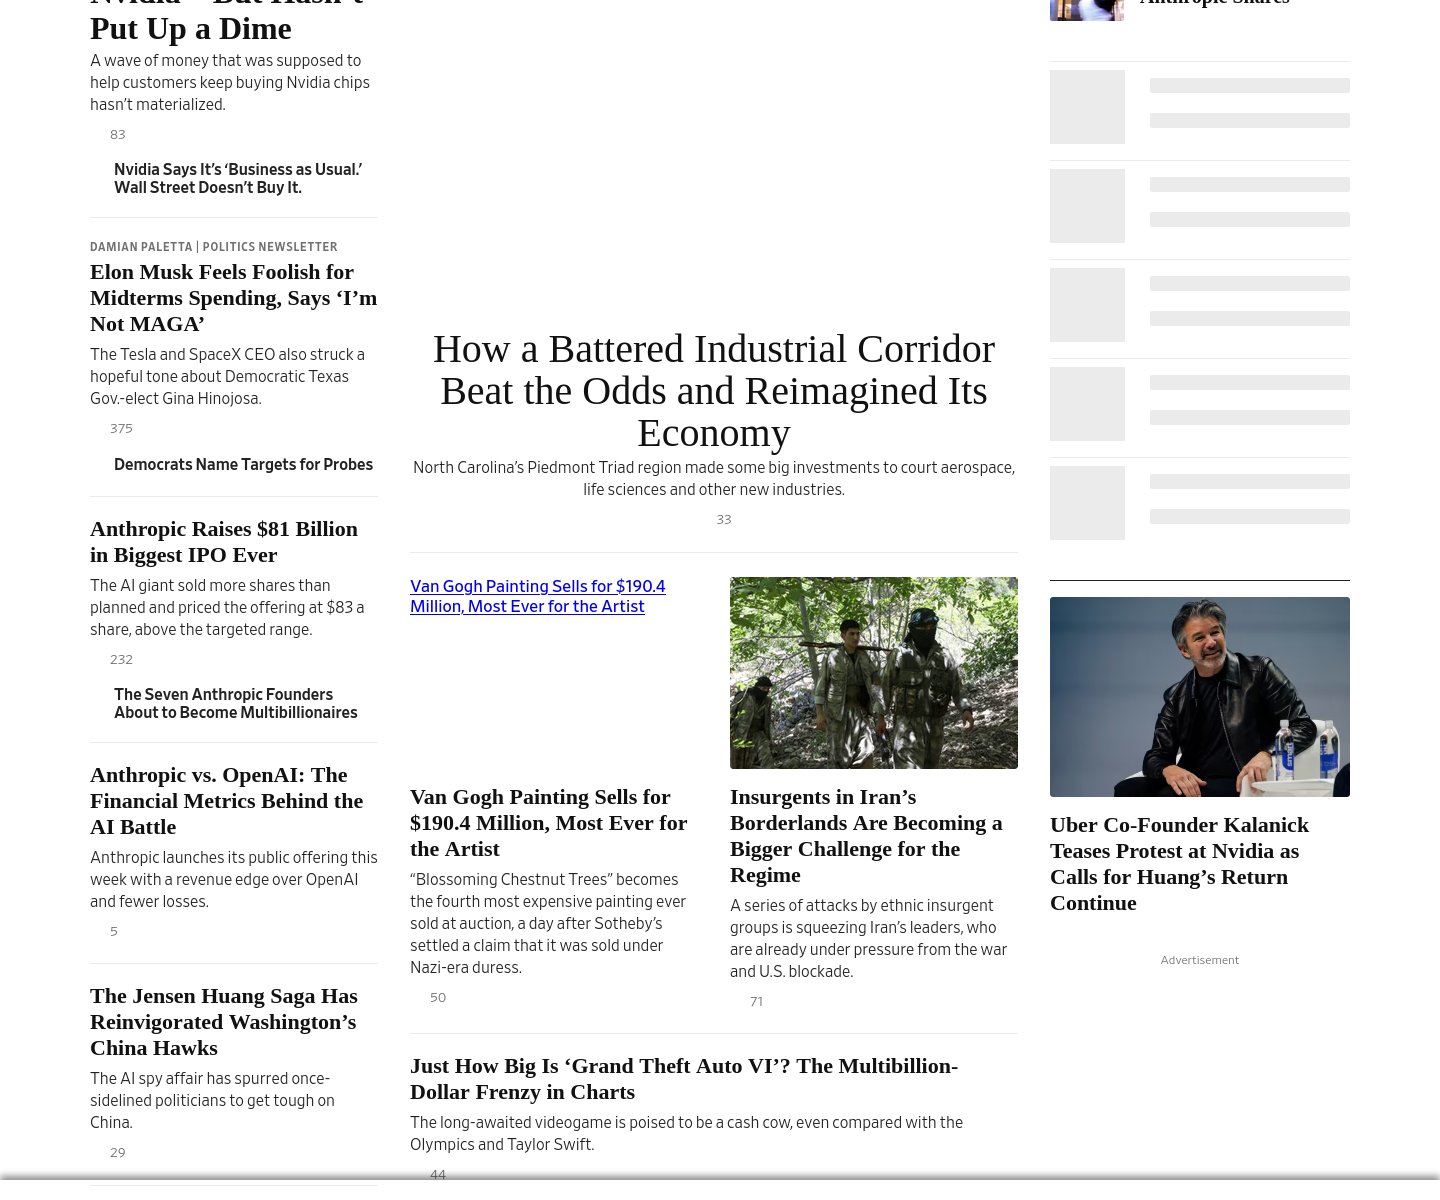 Put Up a Dime
A wave of money that was supposed to
help customers keep buying Nvidia chips
hasn’t materialized.
83
Nvidia Says It’s ‘Business as Usual.’
Wall Street Doesn’t Buy It.
DAMIAN PALETTA | POLITICS NEWSLETTER
Elon Musk Feels Foolish for
Midterms Spending, Says ‘I’m
Not MAGA’
The Tesla and SpaceX CEO also struck a
hopeful tone about Democratic Texas
Gov.-elect Gina Hinojosa.
375
Democrats Name Targets for Probes
Anthropic Raises $81 Billion
in Biggest IPO Ever
The AI giant sold more shares than
planned and priced the offering at $83 a
share, above the targeted range.
232
The Seven Anthropic Founders
About to Become Multibillionaires
Anthropic vs. OpenAI: The
Financial Metrics Behind the
AI Battle
Anthropic launches its public offering this
week with a revenue edge over OpenAI
and fewer losses.
5
The Jensen Huang Saga Has
Reinvigorated Washington’s
China Hawks
The AI spy affair has spurred once-
sidelined politicians to get tough on
China.
29
How a Battered Industrial Corridor
Beat the Odds and Reimagined Its
Economy
North Carolina’s Piedmont Triad region made some big investments to court aerospace,
life sciences and other new industries.
33
Van Gogh Painting Sells for $190.4
Million, Most Ever for the Artist
Van Gogh Painting Sells for
$190.4 Million, Most Ever for
the Artist
“Blossoming Chestnut Trees” becomes
the fourth most expensive painting ever
sold at auction, a day after Sotheby’s
settled a claim that it was sold under
Nazi-era duress.
50
Insurgents in Iran’s
Borderlands Are Becoming a
Bigger Challenge for the
Regime
A series of attacks by ethnic insurgent
groups is squeezing Iran’s leaders, who
are already under pressure from the war
and U.S. blockade.
71
Just How Big Is ‘Grand Theft Auto VI’? The Multibillion-
Dollar Frenzy in Charts
The long-awaited videogame is poised to be a cash cow, even compared with the
Olympics and Taylor Swift.
44
Anthropic Shares
Uber Co-Founder Kalanick
Teases Protest at Nvidia as
Calls for Huang’s Return
Continue
Advertisement